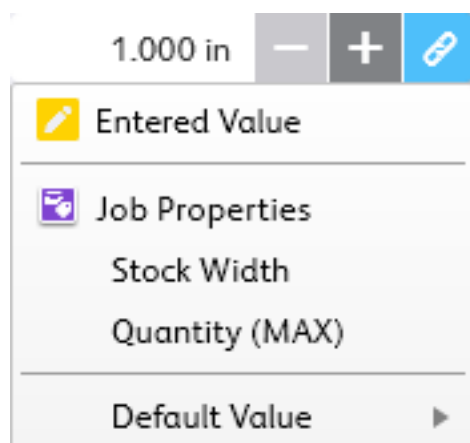 1.000 in
Entered Value
Job Properties
Stock Width
Quantity (MAX)
Default Value